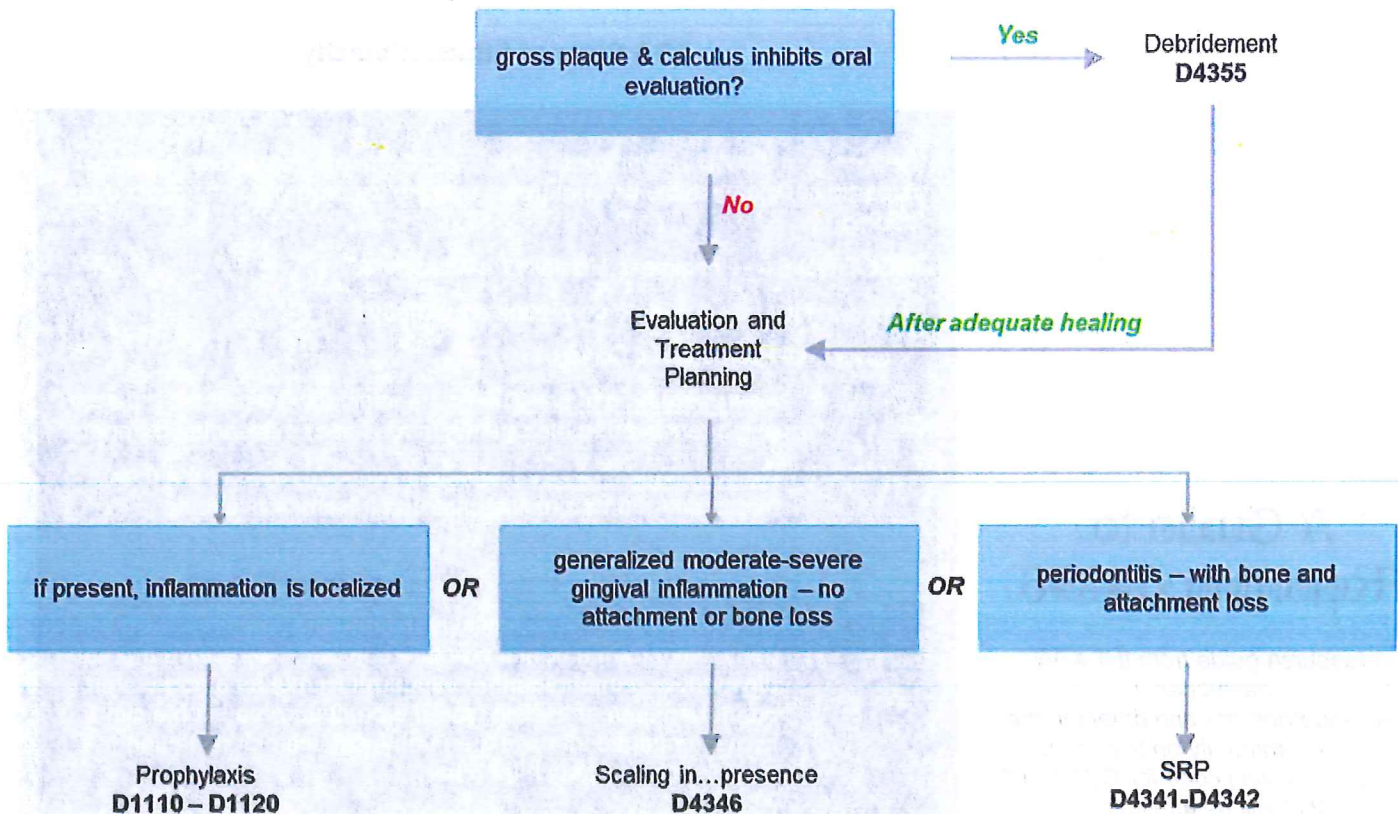 gross plaque & calculus inhibits oral
evaluation?
Yes
Debridement
D4355
No
Evaluation and
Treatment
Planning
After adequate healing
if present, inflammation is localized
OR
generalized moderate-severe
gingival inflammation – no
attachment or bone loss
OR
periodontitis – with bone and
attachment loss
Prophylaxis
D1110 – D1120
Scaling in...presence
D4346
SRP
D4341-D4342